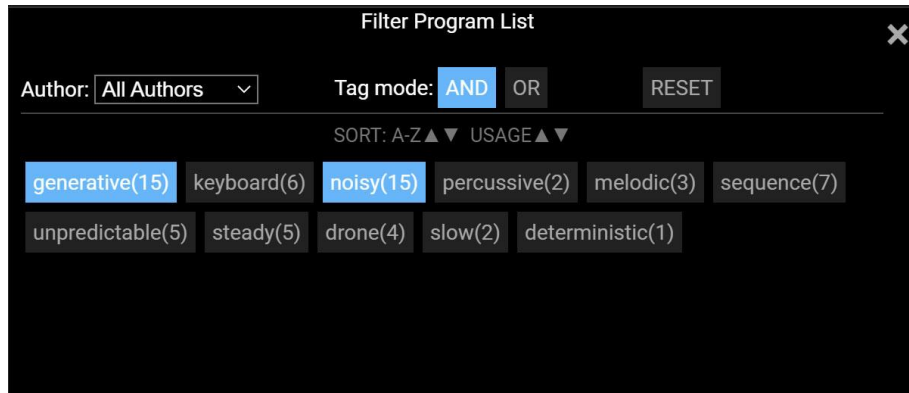 Filter Program List
Author: All Authors Tag mode: AND OR RESET
SORT: A-Z▲▼ USAGE▲▼
generative(15) keyboard(6) noisy(15) percussive(2) melodic(3) sequence(7)
unpredictable(5) steady(5) drone(4) slow(2) deterministic(1)